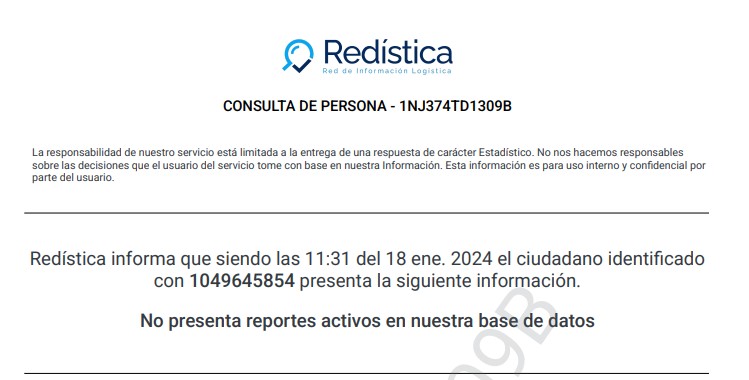 Redística
Red de Información Logística
CONSULTA DE PERSONA - 1NJ374TD1309B
La responsabilidad de nuestro servicio está limitada a la entrega de una respuesta de carácter Estadístico. No nos hacemos responsables
sobre las decisiones que el usuario del servicio tome con base en nuestra Información. Esta información es para uso interno y confidencial por
parte del usuario.
Redística informa que siendo las 11:31 del 18 ene. 2024 el ciudadano identificado
con 1049645854 presenta la siguiente información.
No presenta reportes activos en nuestra base de datos
09B